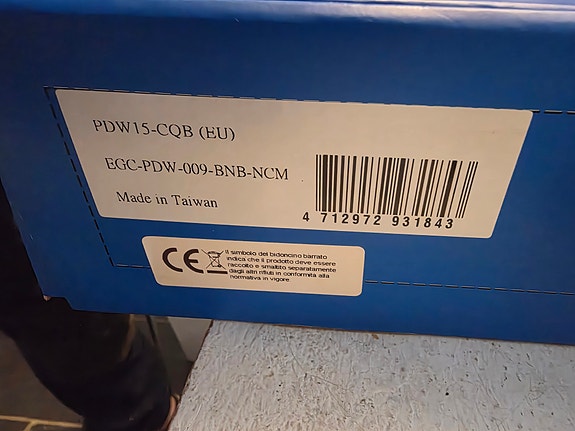 PDW15-CQB (EU)
EGC-PDW-009-BNB-NCM
Made in Taiwan
4 712972 931843
CE
il simbolo del bidoncino barrato
indica che il prodotto deve essere
raccolto e smaltito separatamente
dagli altri rifiuti in conformità alla
normativa in vigore